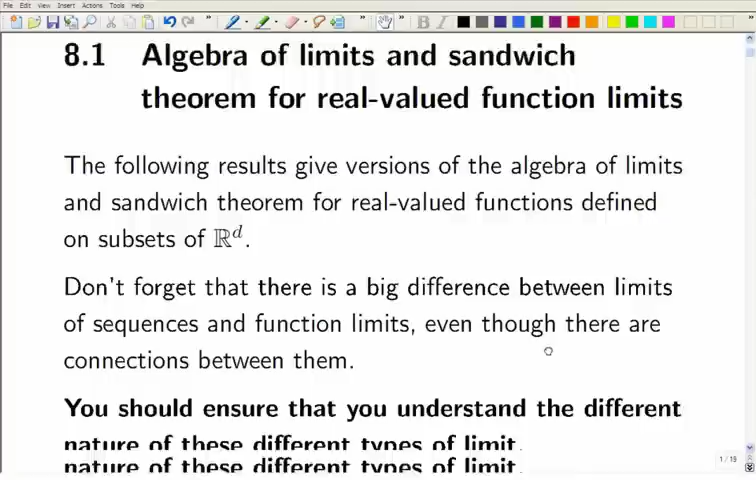 File Edit View Insert Actions Tools Help
8.1 Algebra of limits and sandwich
theorem for real-valued function limits
The following results give versions of the algebra of limits
and sandwich theorem for real-valued functions defined
on subsets of ℝᵈ.
Don't forget that there is a big difference between limits
of sequences and function limits, even though there are
connections between them.
You should ensure that you understand the different
nature of these different types of limit.
nature of these different types of limit.
1 / 19